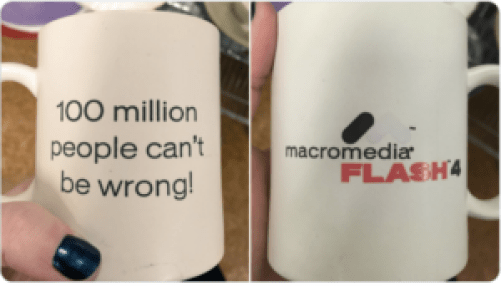 100 million
people can't
be wrong!
macromedia
FLASH 4